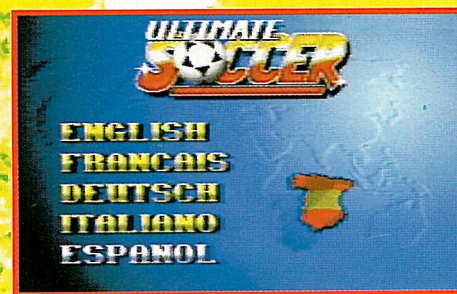 ULTIMATE
SOCCER
ENGLISH
FRANCAIS
DEUTSCH
ITALIANO
ESPANOL